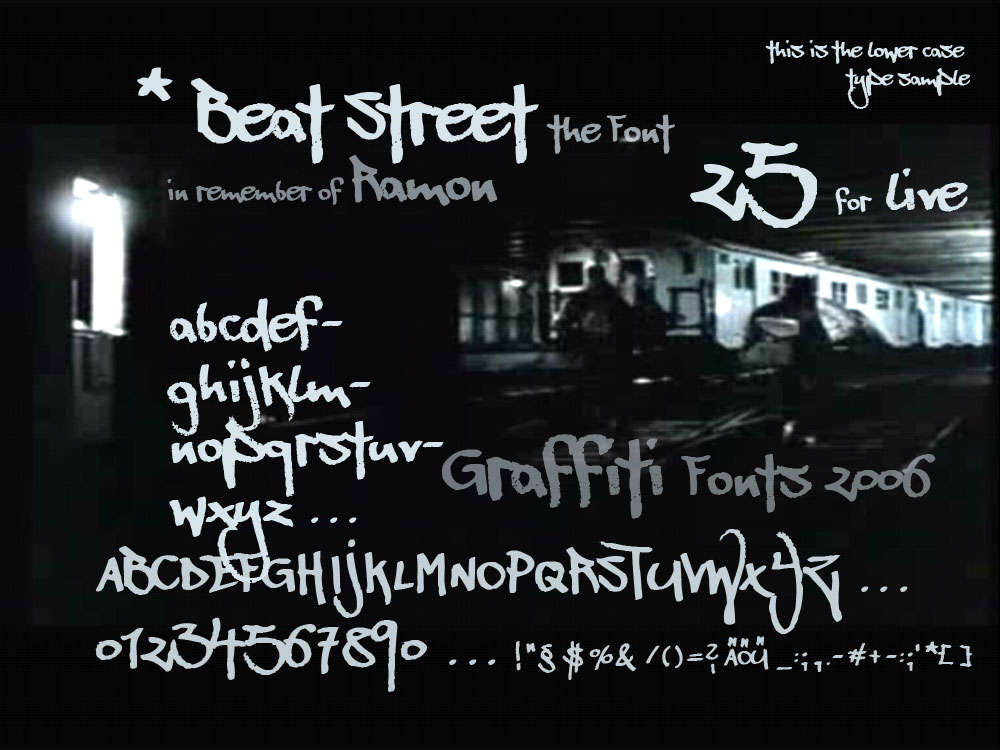 this is the lower case
type sample
* Beat Street the Font
in remember of Ramon
25 for Live
abcdef-
ghijklm-
nopqrstuv-
wxyz ...
Graffiti Fonts 2006
ABCDEFGHIJKLMNOPQRSTUVWXYZ ...
01234567890 ... !"§ $%& /()=? ÄÖÜ _:;,.-#+-:;'*[ ]